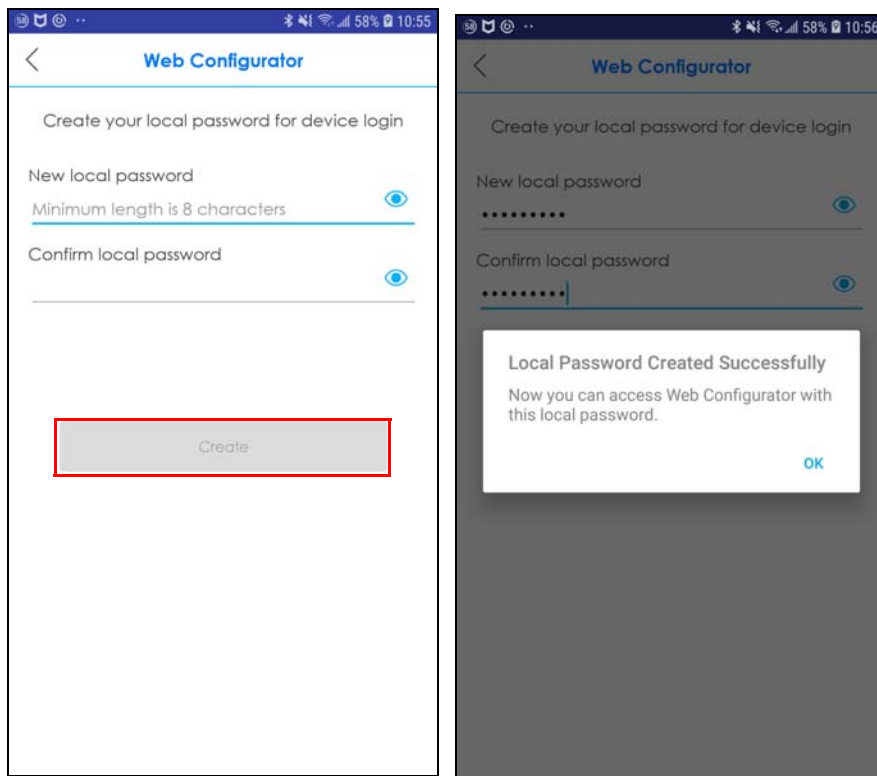 58 58% 10:55
Web Configurator
Create your local password for device login
New local password
Minimum length is 8 characters
Confirm local password
Create
58 58% 10:56
Web Configurator
Create your local password for device login
New local password
•••••••••
Confirm local password
•••••••••
Local Password Created Successfully
Now you can access Web Configurator with
this local password.
OK